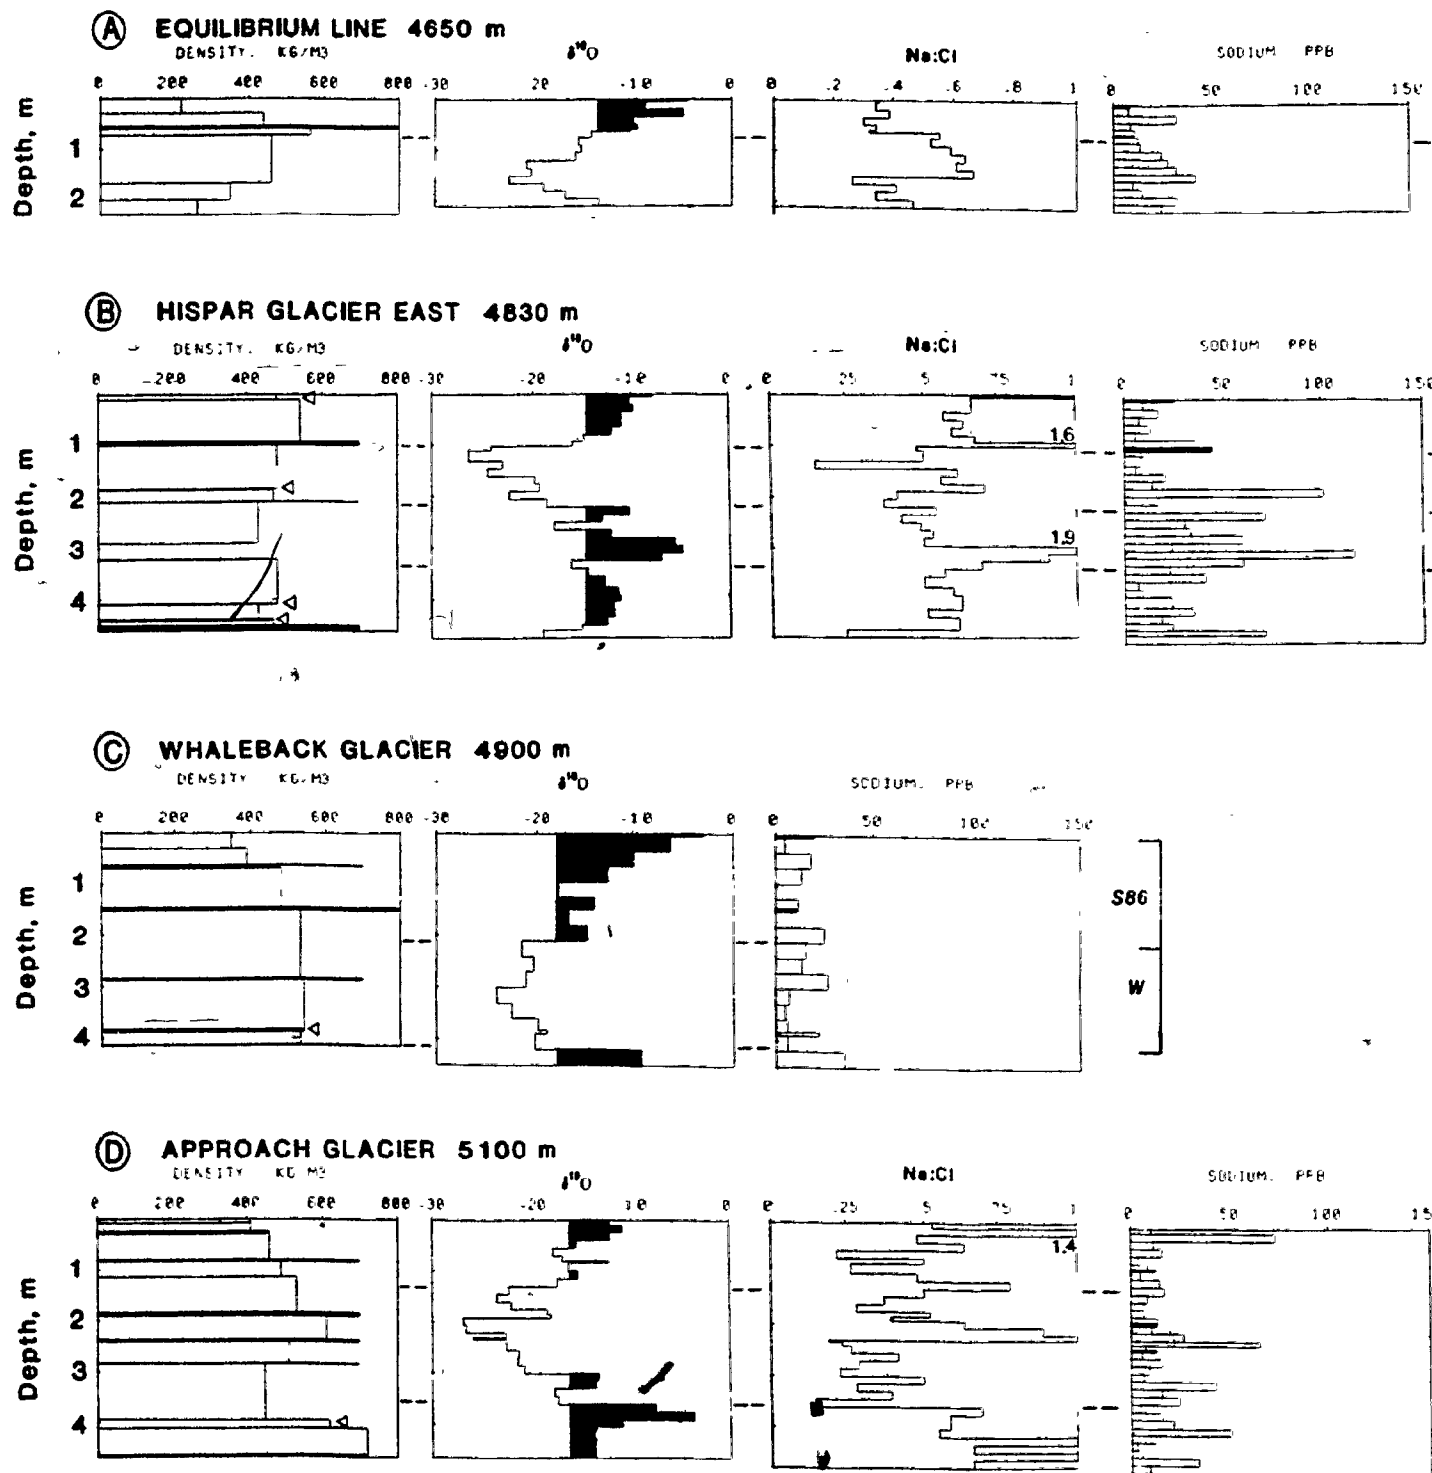 A EQUILIBRIUM LINE 4650 m
DENSITY. KG/M3 δ¹⁸O Na:Cl SODIUM PPB
0 200 400 600 800 -30 -20 -10 0 0 .2 .4 .6 .8 1 0 50 100 150
Depth, m
1
2
B HISPAR GLACIER EAST 4830 m
DENSITY. KG/M3 δ¹⁸O Na:Cl SODIUM PPB
0 -200 400 600 800 -30 -20 -10 0 0 25 5 75 1 0 50 100 150
Depth, m
1
1.6
2
3
1.9
4
C WHALEBACK GLACIER 4900 m
DENSITY KG/M3 δ¹⁸O SODIUM. PPB
0 200 400 600 800 -30 -20 -10 0 0 50 100 150
Depth, m
1
S86
2
3
W
4
D APPROACH GLACIER 5100 m
DENSITY KG M3 δ¹⁸O Na:Cl SODIUM. PPB
0 200 400 600 800 -30 -20 10 0 0 .25 5 75 1 0 50 100 15
Depth, m
1.4
1
2
3
4